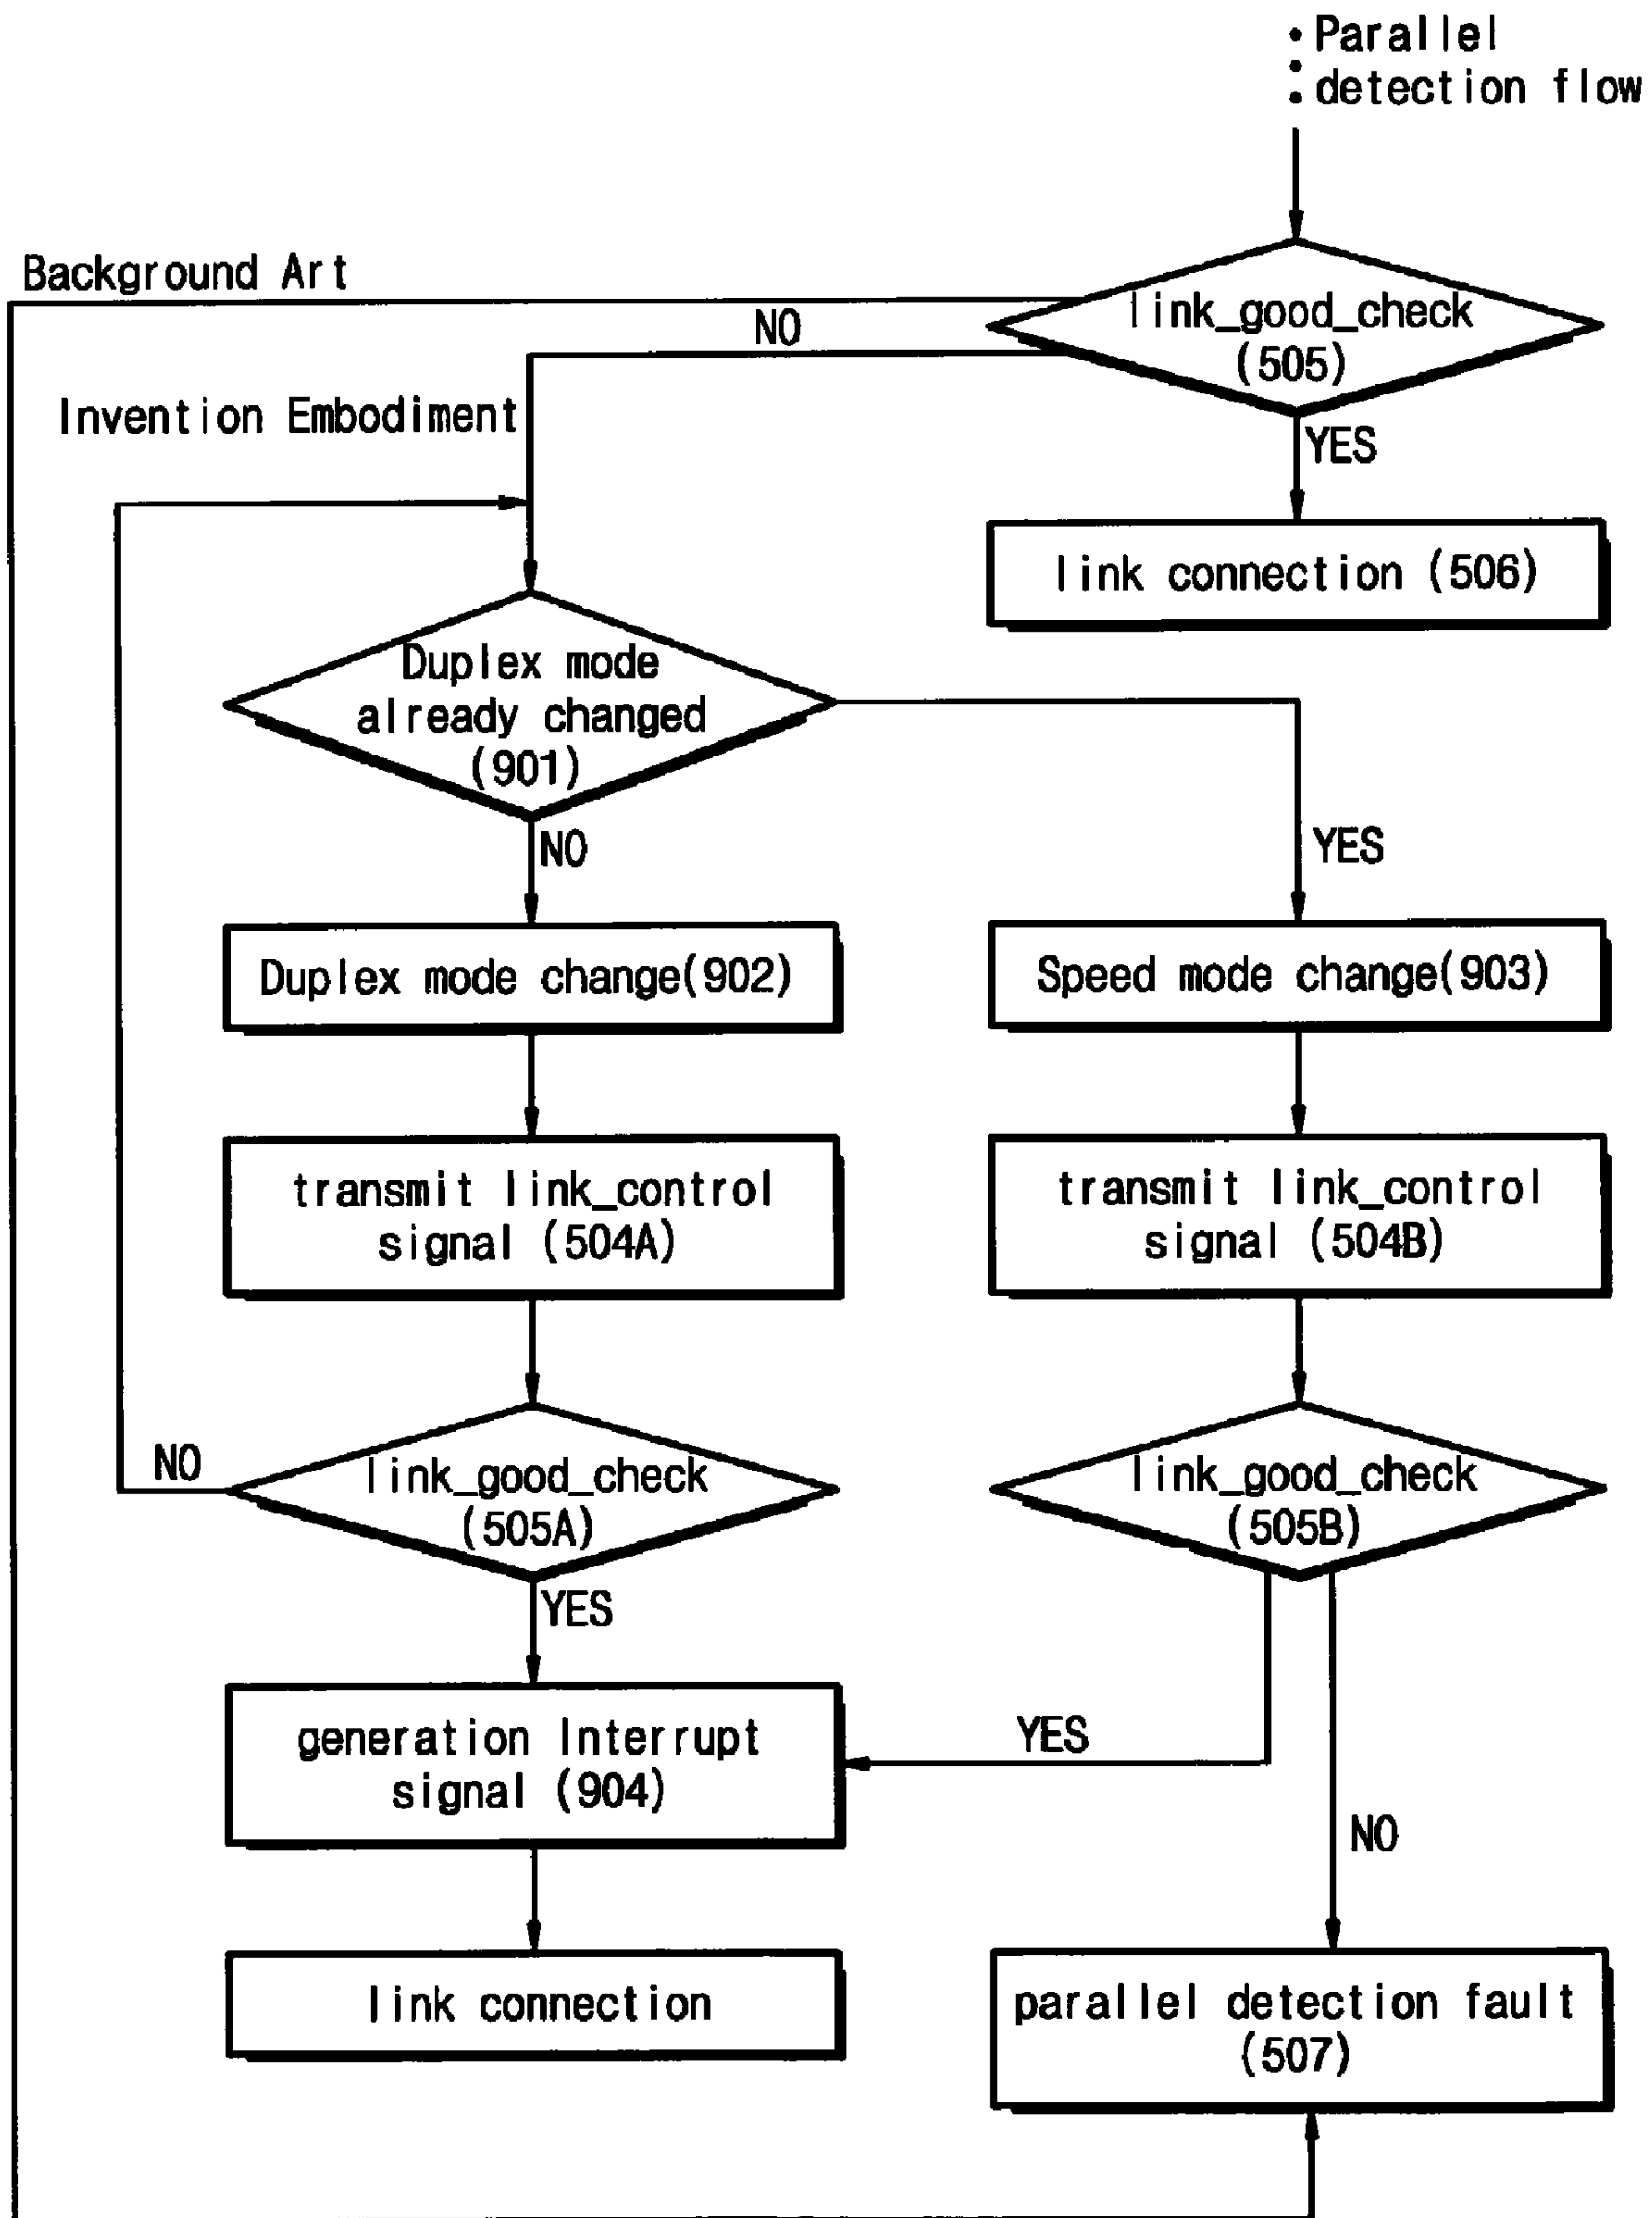 Parallel
detection flow
Background Art
link_good_check
(505)
NO
Invention Embodiment
YES
link connection (506)
Duplex mode
already changed
(901)
NO
YES
Duplex mode change(902)
Speed mode change(903)
transmit link_control
signal (504A)
transmit link_control
signal (504B)
NO
link_good_check
(505A)
link_good_check
(505B)
YES
generation Interrupt
signal (904)
YES
NO
link connection
parallel detection fault
(507)